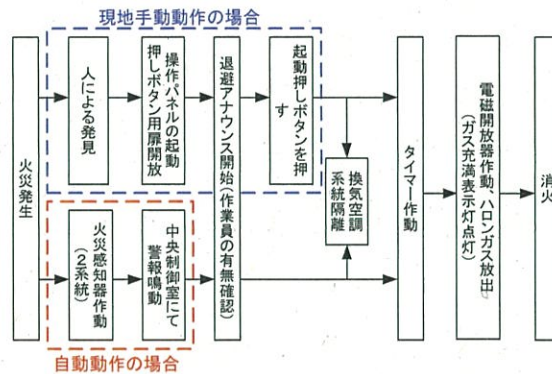 現地手動動作の場合
火災発生
人による発見
操作パネルの起動
押しボタン用扉開放
退避アナウンス開始(作業員の有無確認)
起動押しボタンを押
す
火災感知器作動
(2系統)
中央制御室にて
警報鳴動
自動動作の場合
換気空調
系統隔離
タイマー作動
電磁開放器作動、ハロンガス放出
(ガス充満表示灯点灯)
消火